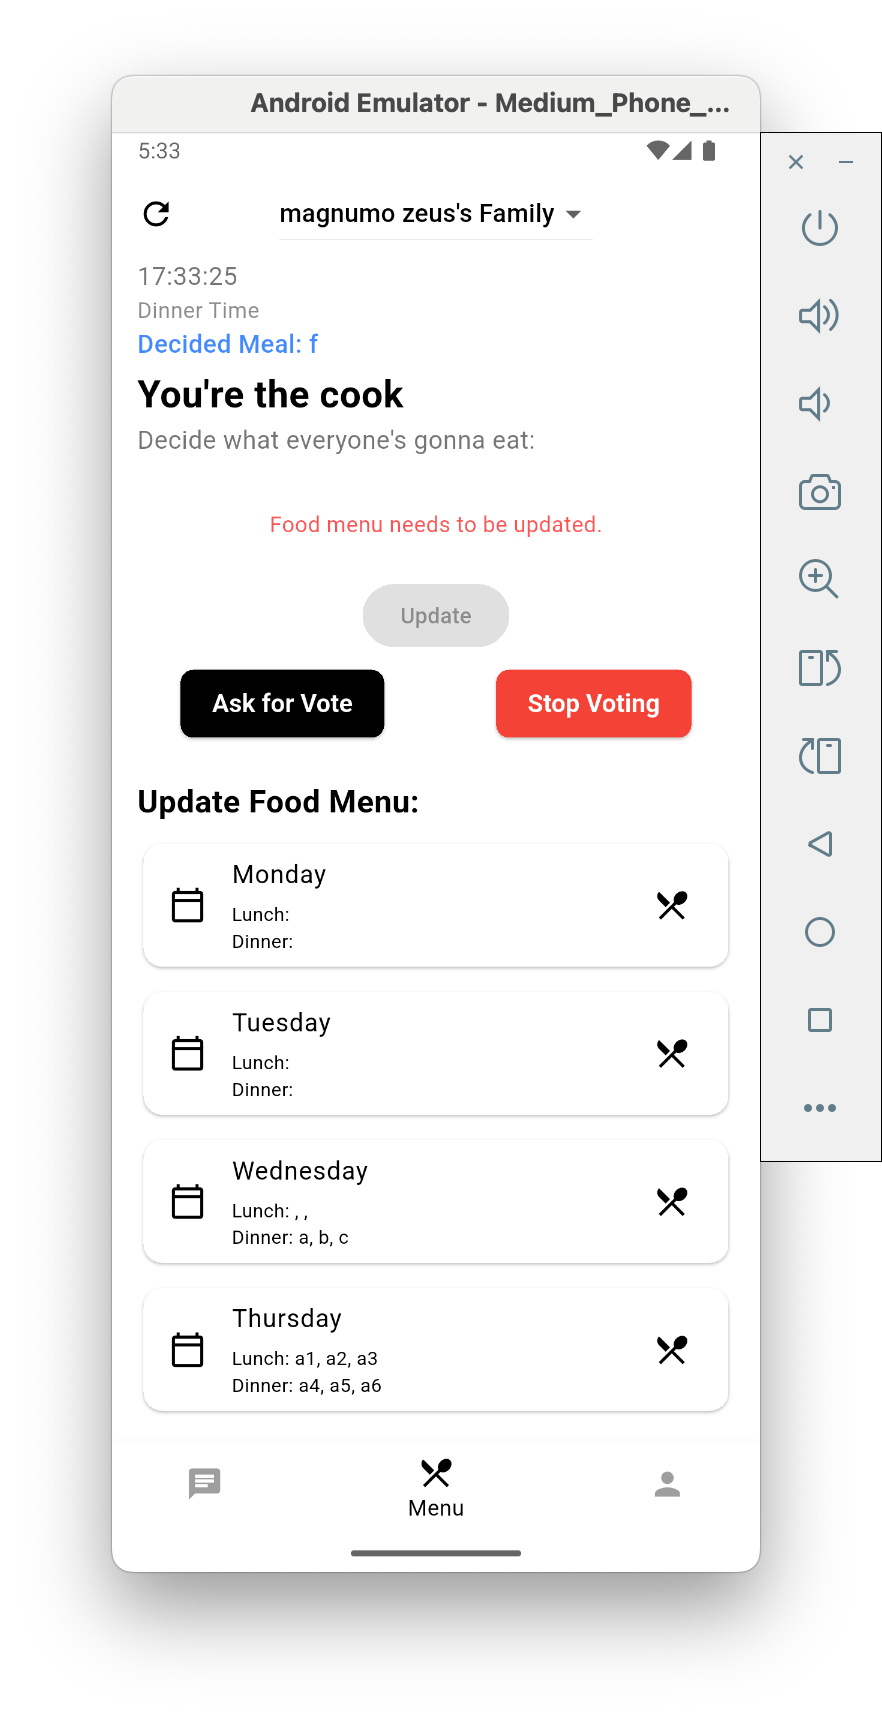 Android Emulator - Medium_Phone_...
5:33
magnumo zeus's Family
17:33:25
Dinner Time
Decided Meal: f
You're the cook
Decide what everyone's gonna eat:
Food menu needs to be updated.
Update
Ask for Vote Stop Voting
Update Food Menu:
Monday
Lunch:
Dinner:
Tuesday
Lunch:
Dinner:
Wednesday
Lunch: , ,
Dinner: a, b, c
Thursday
Lunch: a1, a2, a3
Dinner: a4, a5, a6
Menu